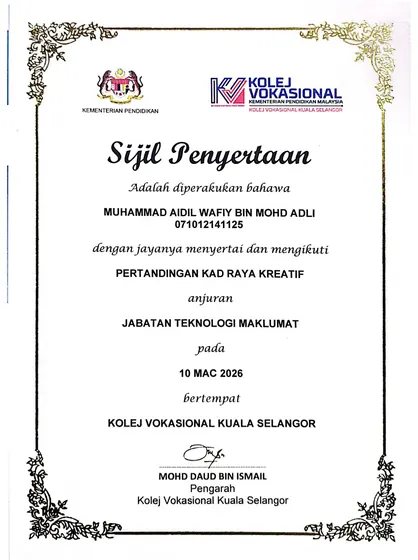 KEMENTERIAN PENDIDIKAN
KOLEJ
VOKASIONAL
KEMENTERIAN PENDIDIKAN MALAYSIA
KOLEJ VOKASIONAL KUALA SELANGOR
Sijil Penyertaan
Adalah diperakukan bahawa
MUHAMMAD AIDIL WAFIY BIN MOHD ADLI
071012141125
dengan jayanya menyertai dan mengikuti
PERTANDINGAN KAD RAYA KREATIF
anjuran
JABATAN TEKNOLOGI MAKLUMAT
pada
10 MAC 2026
bertempat
KOLEJ VOKASIONAL KUALA SELANGOR
MOHD DAUD BIN ISMAIL
Pengarah
Kolej Vokasional Kuala Selangor